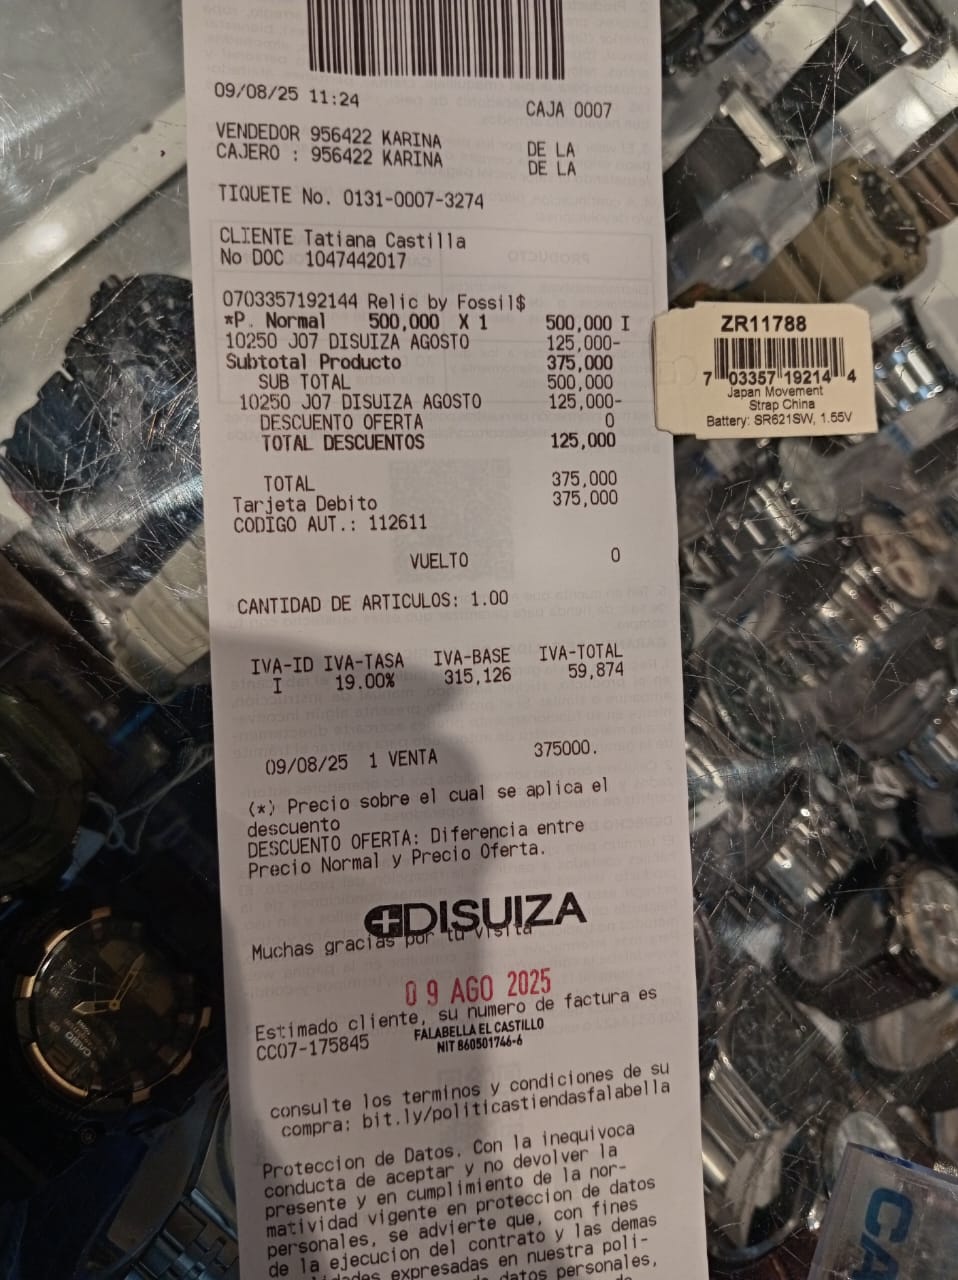 09/08/25 11:24 CAJA 0007
VENDEDOR 956422 KARINA DE LA
CAJERO : 956422 KARINA DE LA
TIQUETE No. 0131-0007-3274
CLIENTE Tatiana Castilla
No DOC 1047442017
0703357192144 Relic by Fossil$
*P. Normal 500,000 X 1 500,000 I
10250 J07 DISUIZA AGOSTO 125,000-
Subtotal Producto 375,000
SUB TOTAL 500,000
10250 J07 DISUIZA AGOSTO 125,000-
DESCUENTO OFERTA 0
TOTAL DESCUENTOS 125,000
TOTAL 375,000
Tarjeta Debito 375,000
CODIGO AUT.: 112611
VUELTO 0
CANTIDAD DE ARTICULOS: 1.00
IVA-ID IVA-TASA IVA-BASE IVA-TOTAL
I 19.00% 315,126 59,874
09/08/25 1 VENTA 375000.
(*) Precio sobre el cual se aplica el
descuento
DESCUENTO OFERTA: Diferencia entre
Precio Normal y Precio Oferta.
DISUIZA
Muchas gracias por tu visita
09 AGO 2025
Estimado cliente, su numero de factura es
FALABELLA EL CASTILLO
CC07-175845
NIT 860501746-6
consulte los terminos y condiciones de su
compra: bit.ly/politicastiendasfalabella
Proteccion de Datos. Con la inequivoca
conducta de aceptar y no devolver la
presente y en cumplimiento de la nor-
matividad vigente en proteccion de datos
personales, se advierte que, con fines
de la ejecucion del contrato y las demas
expresadas en nuestra poli-
datos personales,
ZR11788
7 03357 19214 4
Japan Movement
Strap China
Battery: SR621SW, 1.55V
CASIO
CA